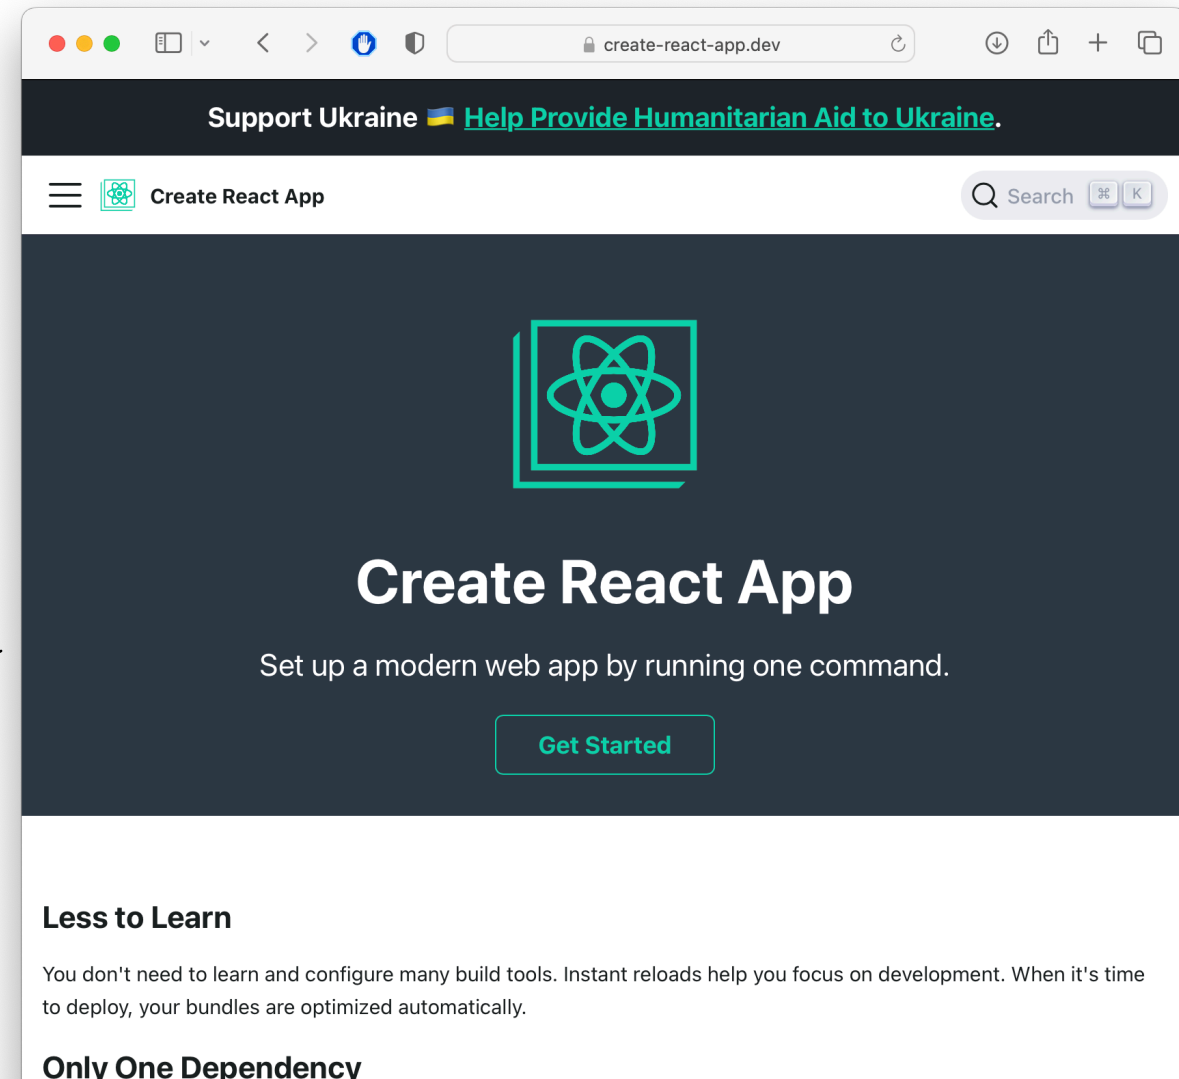 create-react-app.dev
Support Ukraine 🇺🇦 Help Provide Humanitarian Aid to Ukraine.
Create React App
Search ⌘ K
Create React App
Set up a modern web app by running one command.
Get Started
Less to Learn
You don't need to learn and configure many build tools. Instant reloads help you focus on development. When it's time
to deploy, your bundles are optimized automatically.
Only One Dependency